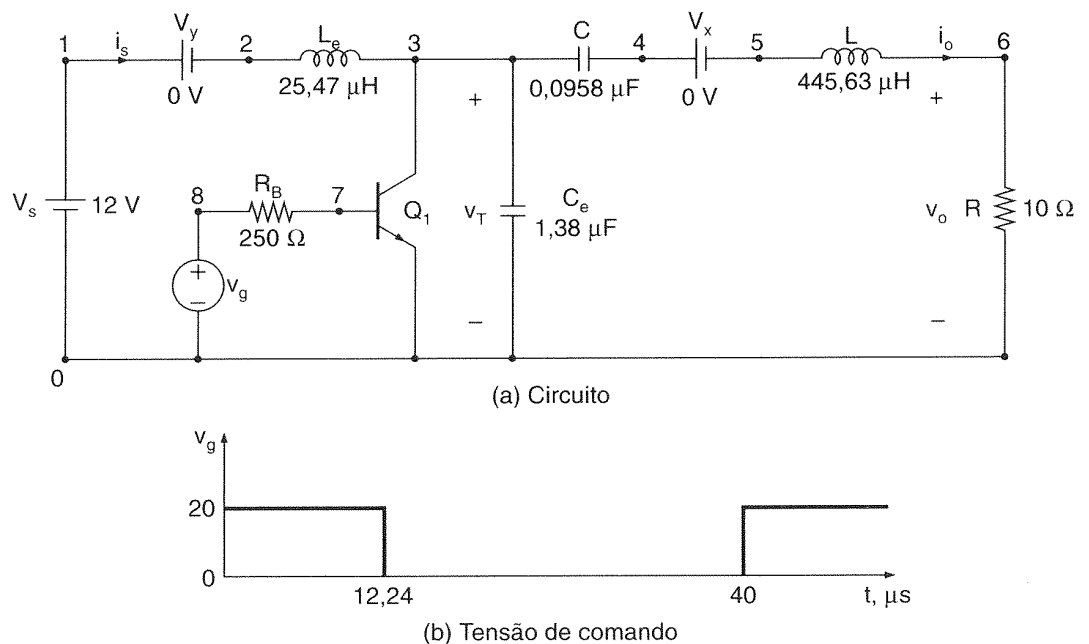 1
i_s
V_y
2
L_e
3
C
4
V_x
5
L
i_o
6
0 V
25,47 µH
+
0,0958 µF
0 V
445,63 µH
+
V_s
12 V
8
R_B
7
250 Ω
Q_1
v_T
C_e
1,38 µF
v_o
R
10 Ω
+
−
v_g
−
−
0
(a) Circuito
v_g
20
0
12,24
40
t, µs
(b) Tensão de comando